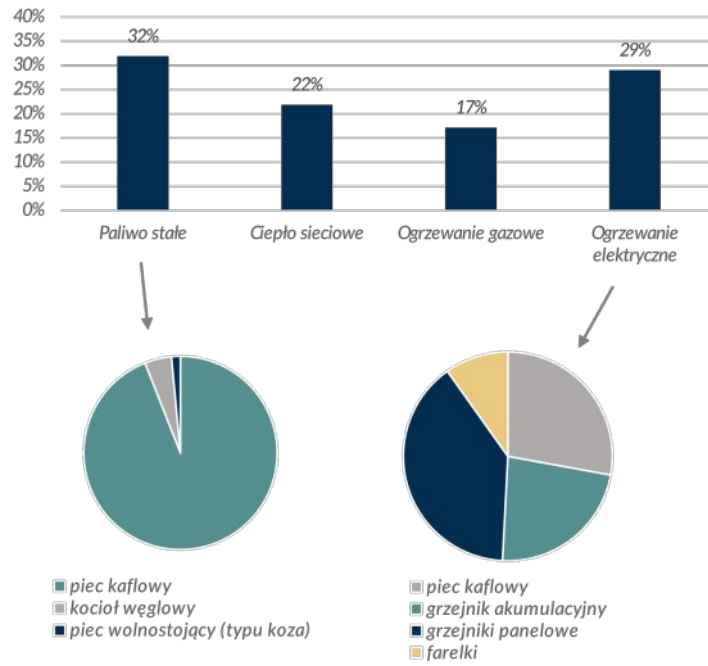 40%
35%
30%
25%
20%
15%
10%
5%
0%
32%
22%
17%
29%
Paliwo stałe
Ciepło sieciowe
Ogrzewanie gazowe
Ogrzewanie
elektryczne
piec kaflowy
kocioł węglowy
piec wolnostojący (typu koza)
piec kaflowy
grzejnik akumulacyjny
grzejniki panelowe
farelki